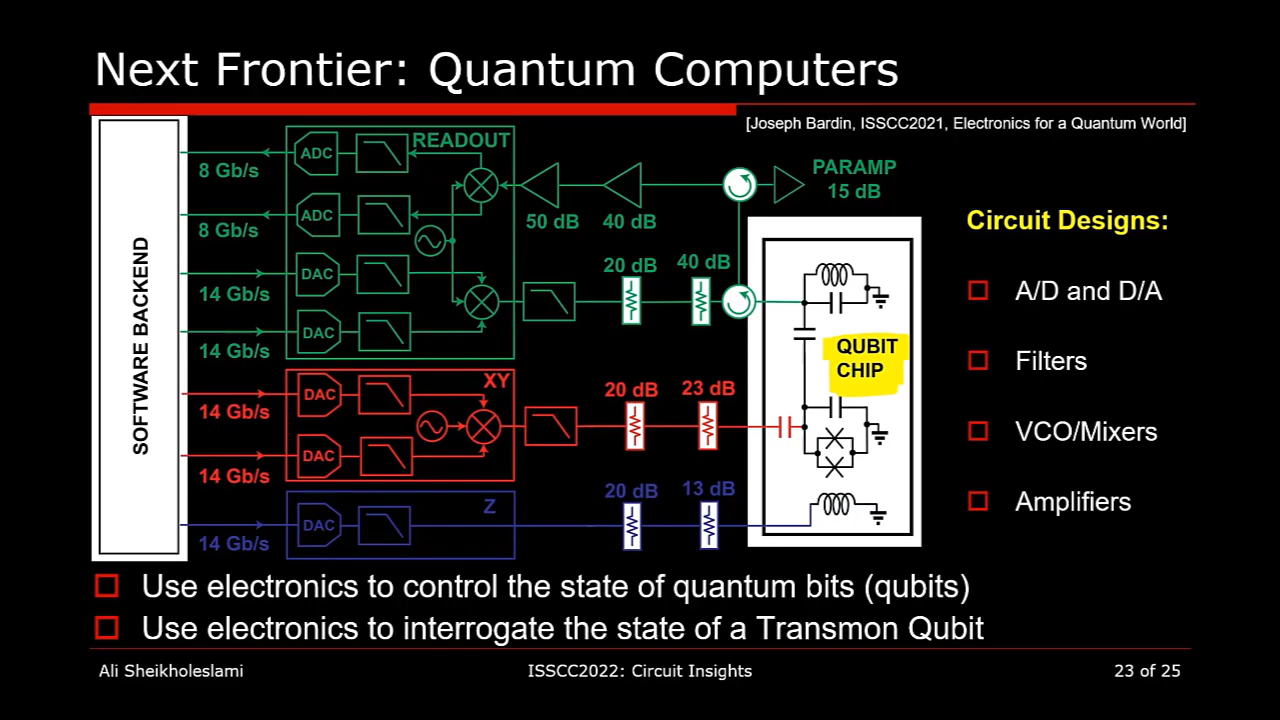 Next Frontier: Quantum Computers
[Joseph Bardin, ISSCC2021, Electronics for a Quantum World]
SOFTWARE BACKEND
READOUT
8 Gb/s
ADC
8 Gb/s
ADC
14 Gb/s
DAC
14 Gb/s
DAC
50 dB
40 dB
PARAMP
15 dB
20 dB
40 dB
XY
14 Gb/s
DAC
14 Gb/s
DAC
20 dB
23 dB
Z
14 Gb/s
DAC
20 dB
13 dB
QUBIT
CHIP
Circuit Designs:
A/D and D/A
Filters
VCO/Mixers
Amplifiers
Use electronics to control the state of quantum bits (qubits)
Use electronics to interrogate the state of a Transmon Qubit
Ali Sheikholeslami
ISSCC2022: Circuit Insights
23 of 25